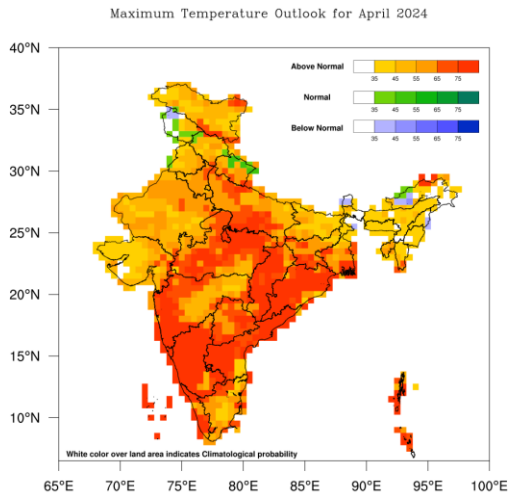 Maximum Temperature Outlook for April 2024
40°N
Above Normal
35 45 55 65 75
35°N
Normal
35 45 55 65 75
Below Normal
35 45 55 65 75
30°N
25°N
20°N
15°N
10°N
White color over land area indicates Climatological probability
65°E 70°E 75°E 80°E 85°E 90°E 95°E 100°E